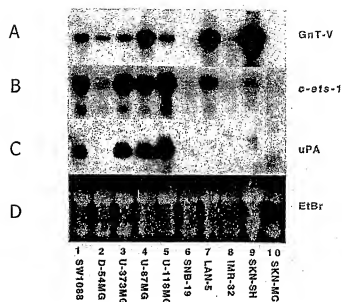 A GnT-V
B c-ets-1
C uPA
D EtBr
1 2 3 4 5 6 7 8 9 10
SW1088
D-54MG
U-373MG
U-87MG
U-118MG
SNB-19
LAN-5
IMR-32
SKN-SH
SKN-MC